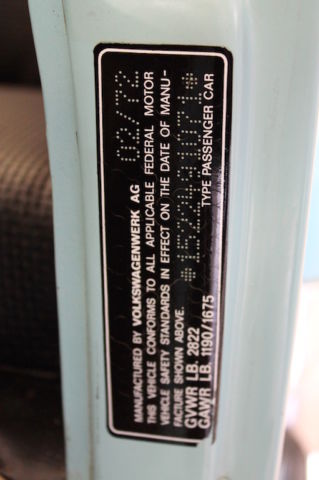 MANUFACTURED BY VOLKSWAGENWERK AG 02/72
THIS VEHICLE CONFORMS TO ALL APPLICABLE FEDERAL MOTOR
VEHICLE SAFETY STANDARDS IN EFFECT ON THE DATE OF MANU-
FACTURE SHOWN ABOVE.
GVWR LB. 2822
GAWR LB. 1190/1675 TYPE PASSENGER CAR